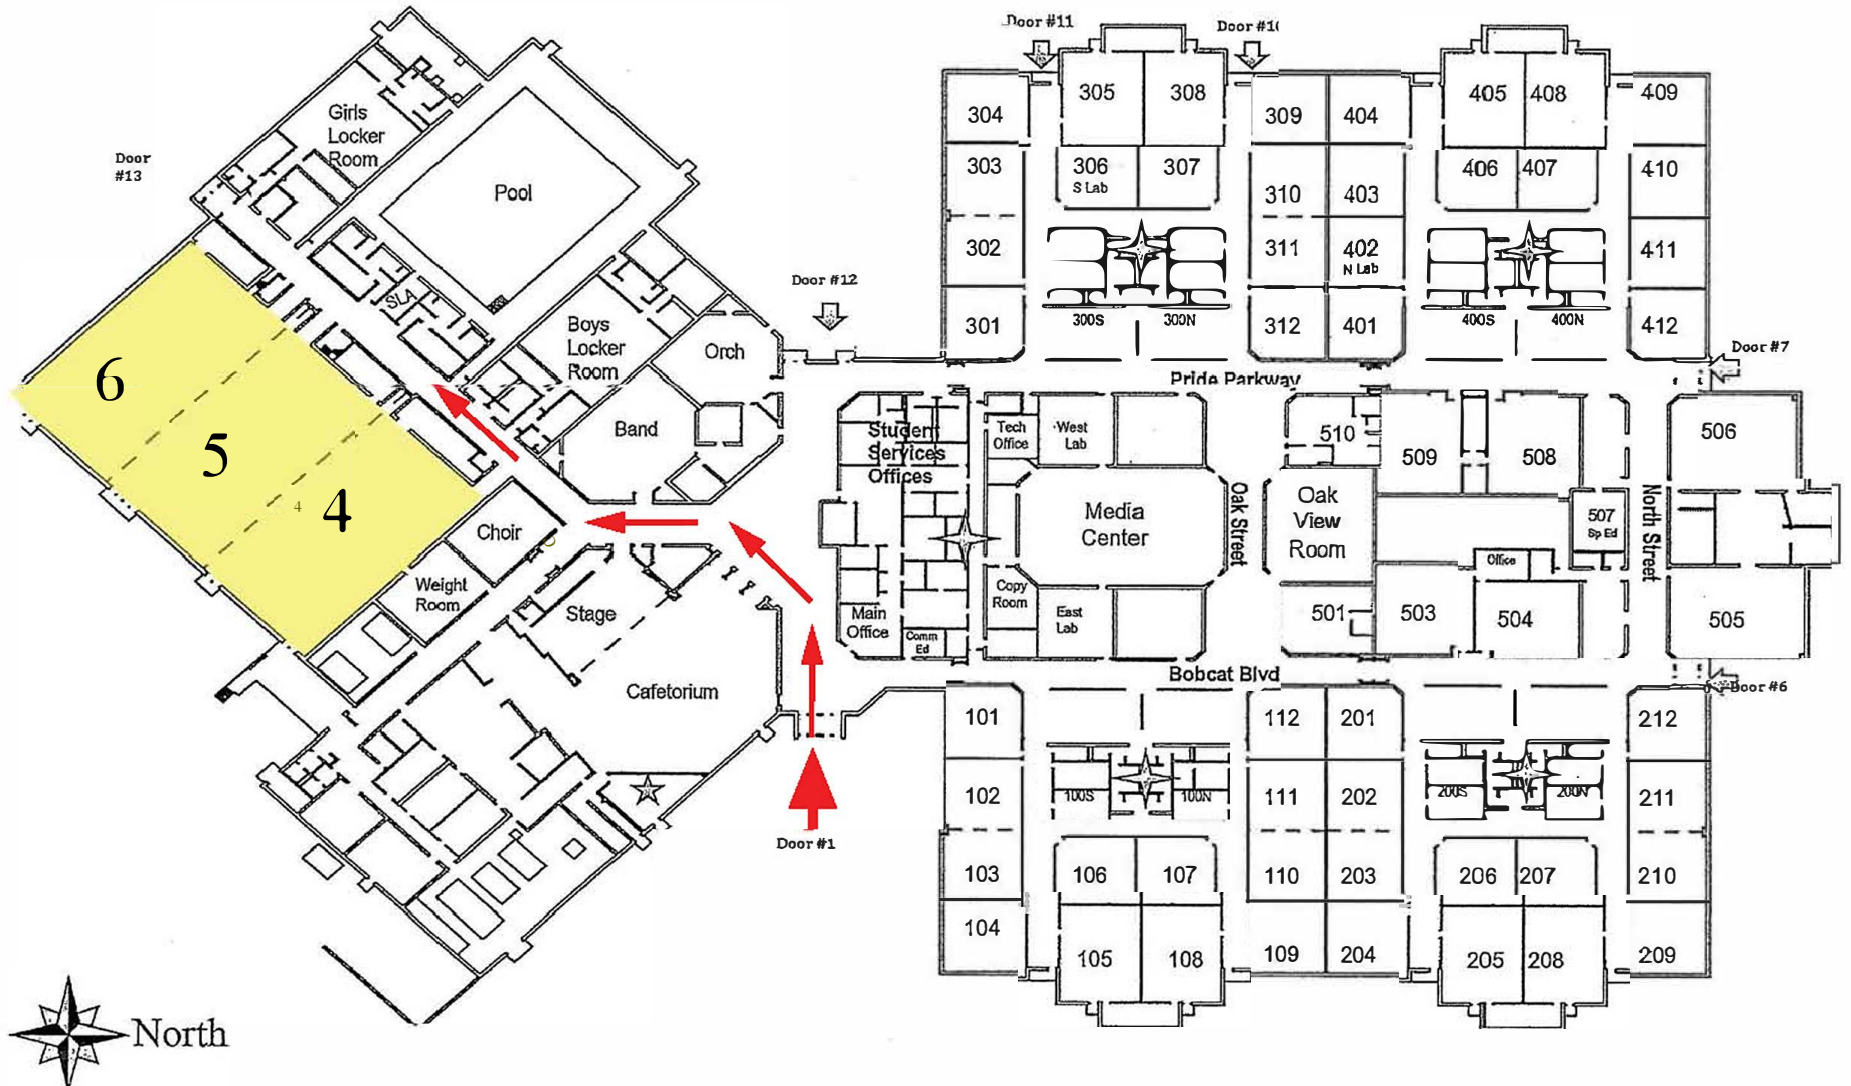 Door #11
Door #1
304
305
308
309
404
405
408
409
Girls
Locker
Room
Door
#13
303
306
S Lab
307
310
403
406
407
410
Pool
302
311
402
N Lab
411
Door #12
SLA
301
300S
300N
312
401
400S
400N
412
Boys
Locker
Room
Orch
Door #7
6
Pride Parkway
5
Band
Student
Services
Offices
Tech
Office
West
Lab
510
509
508
506
4
4
Choir
Media
Center
Oak Street
Oak
View
Room
507
Sp Ed
North Street
Office
Weight
Room
Stage
Main
Office
Comm
Ed
Copy
Room
East
Lab
501
503
504
505
Cafetorium
Bobcat Blvd
Door #6
101
112
201
212
102
100S
100N
111
202
200S
200N
211
Door #1
103
106
107
110
203
206
207
210
104
105
108
109
204
205
208
209
North